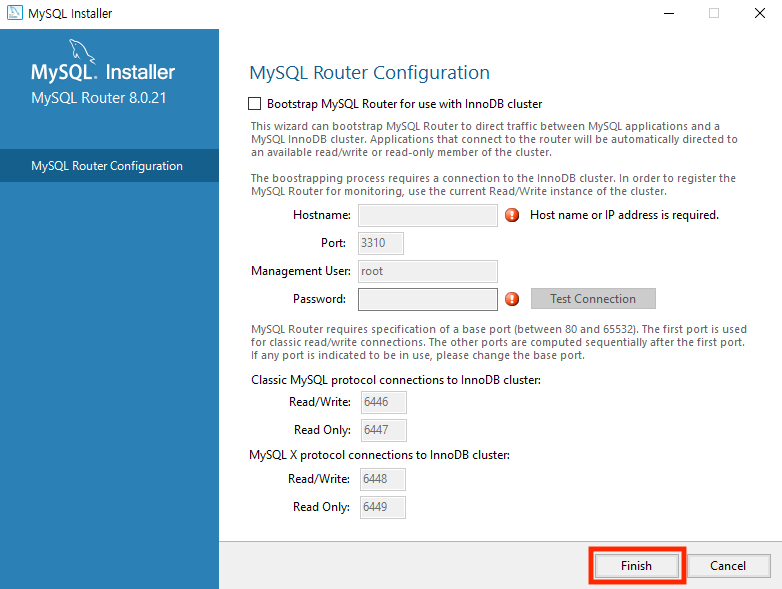 MySQL Installer
MySQL. Installer
MySQL Router 8.0.21
MySQL Router Configuration
MySQL Router Configuration
Bootstrap MySQL Router for use with InnoDB cluster
This wizard can bootstrap MySQL Router to direct traffic between MySQL applications and a
MySQL InnoDB cluster. Applications that connect to the router will be automatically directed to
an available read/write or read-only member of the cluster.
The boostrapping process requires a connection to the InnoDB cluster. In order to register the
MySQL Router for monitoring, use the current Read/Write instance of the cluster.
Hostname: Host name or IP address is required.
Port: 3310
Management User: root
Password: Test Connection
MySQL Router requires specification of a base port (between 80 and 65532). The first port is used
for classic read/write connections. The other ports are computed sequentially after the first port.
If any port is indicated to be in use, please change the base port.
Classic MySQL protocol connections to InnoDB cluster:
Read/Write: 6446
Read Only: 6447
MySQL X protocol connections to InnoDB cluster:
Read/Write: 6448
Read Only: 6449
Finish Cancel